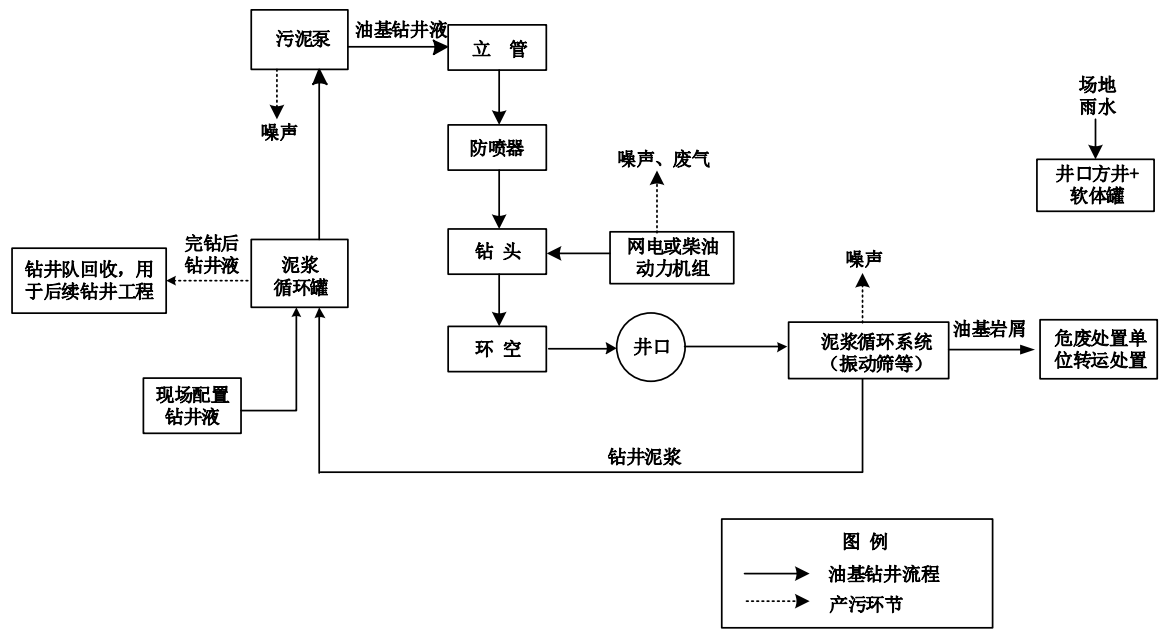 污泥泵
油基钻井液
立 管
噪声
防喷器
噪声、废气
场地
雨水
井口方井+
软体罐
钻井队回收，用
于后续钻井工程
完钻后
钻井液
泥浆
循环罐
钻 头
网电或柴油
动力机组
噪声
环 空
井口
泥浆循环系统
（振动筛等）
油基岩屑
危废处置单
位转运处置
现场配置
钻井液
钻井泥浆
图 例
油基钻井流程
产污环节